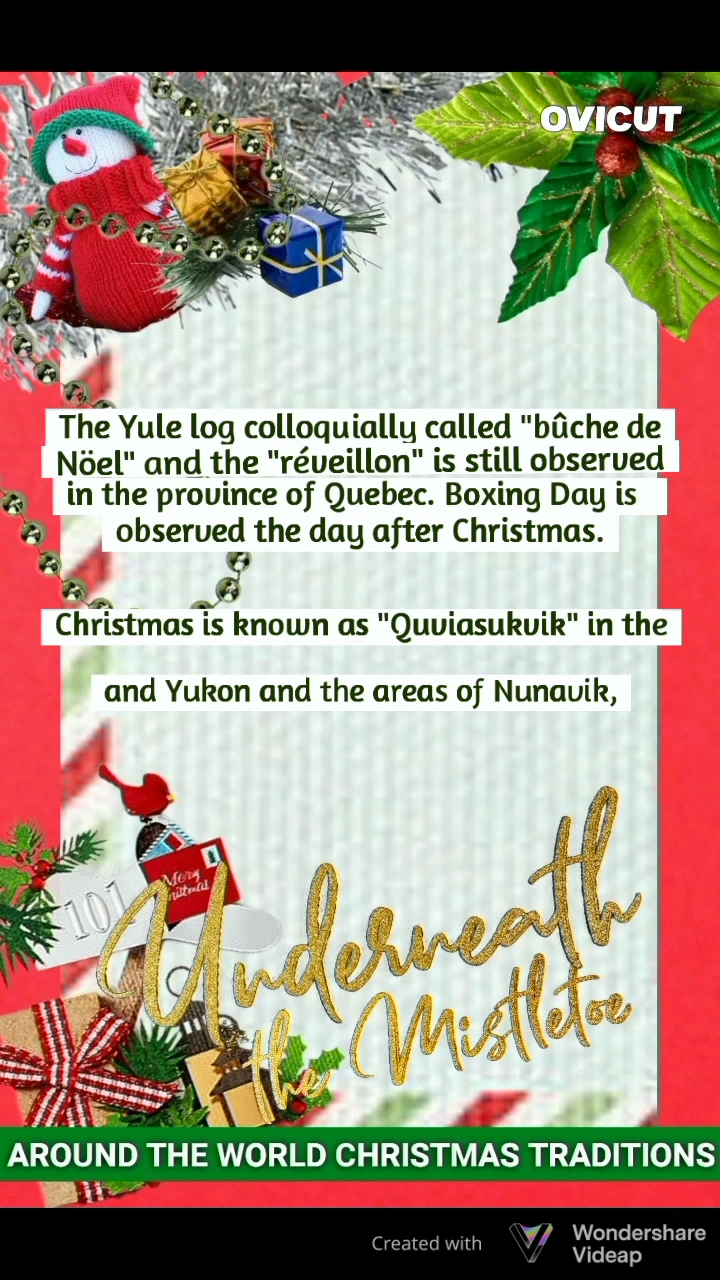 OVICUT
The Yule log colloquially called "bûche de
Nöel" and the "réveillon" is still observed
in the province of Quebec. Boxing Day is
observed the day after Christmas.
Christmas is known as "Quviasukvik" in the
and Yukon and the areas of Nunavik,
Merry
Christmas
101
Underneath
the Mistletoe
AROUND THE WORLD CHRISTMAS TRADITIONS
Created with
Wondershare
Videap